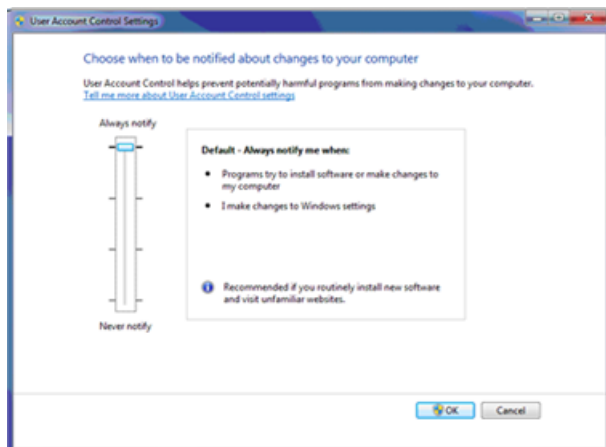 User Account Control Settings
Choose when to be notified about changes to your computer
User Account Control helps prevent potentially harmful programs from making changes to your computer.
Tell me more about User Account Control settings
Always notify
Default - Always notify me when:
• Programs try to install software or make changes to
my computer
• I make changes to Windows settings
Recommended if you routinely install new software
and visit unfamiliar websites.
Never notify
OK Cancel